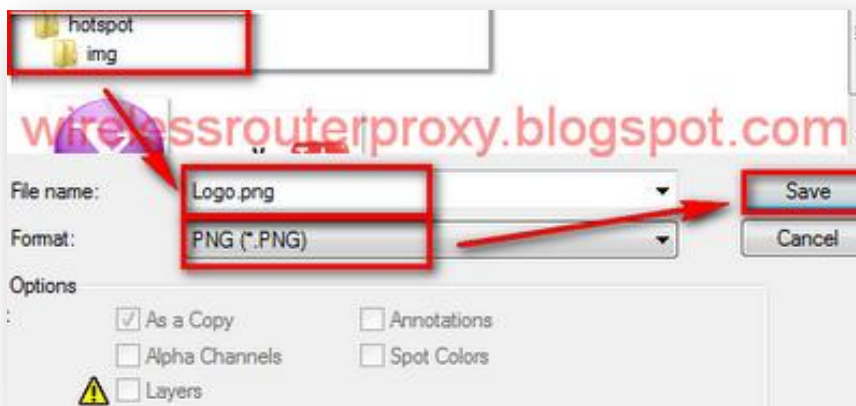 hotspot
img
wirelessrouterproxy.blogspot.com
File name:
Logo.png
Save
Format:
PNG (*.PNG)
Cancel
Options
As a Copy
Annotations
Alpha Channels
Spot Colors
Layers